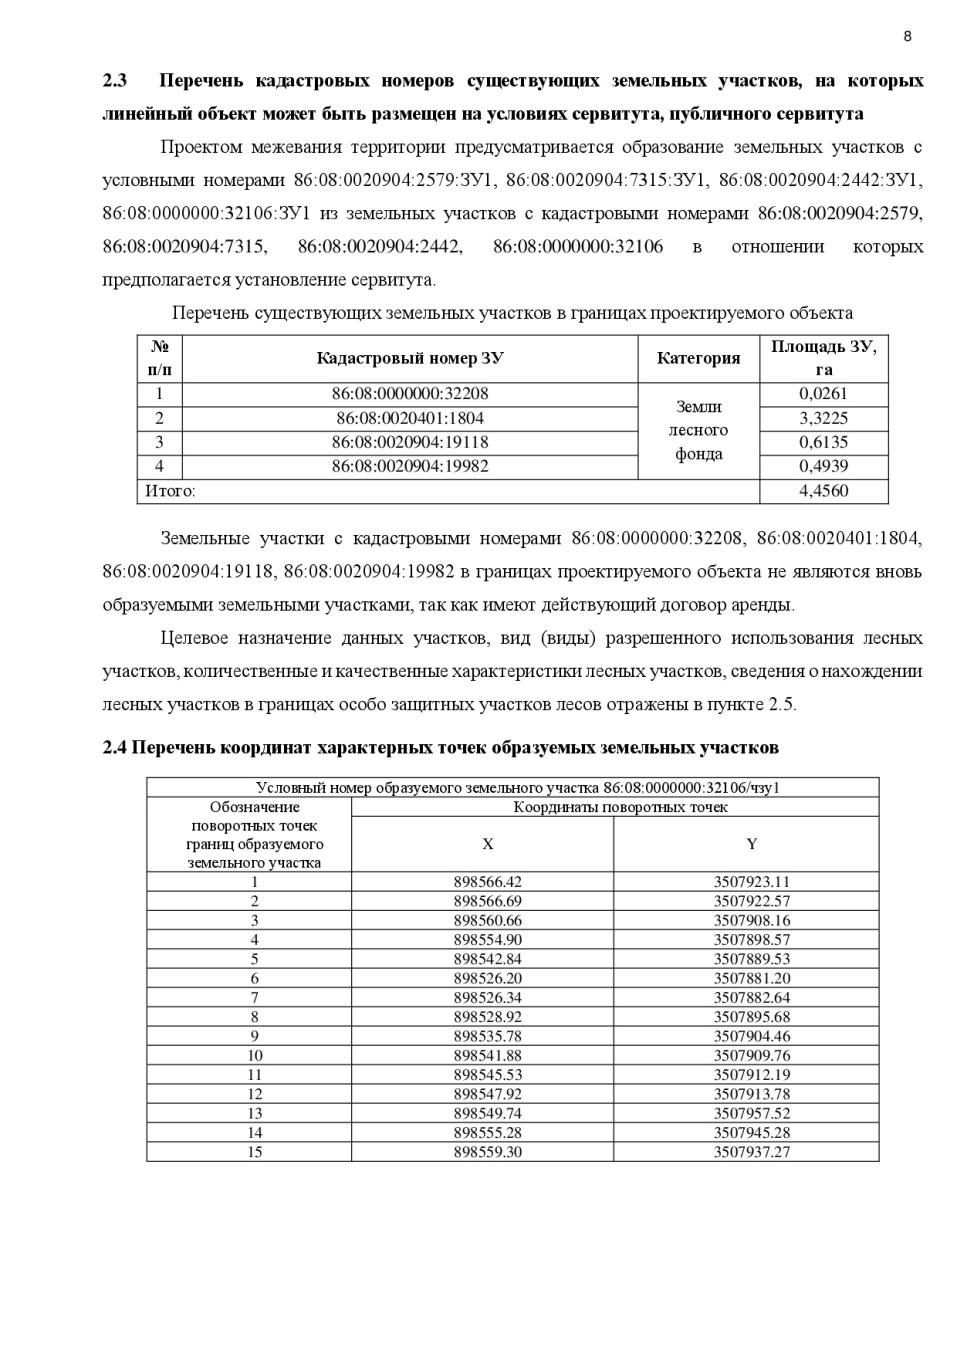 8
2.3 Перечень кадастровых номеров существующих земельных участков, на которых
линейный объект может быть размещен на условиях сервитута, публичного сервитута
Проектом межевания территории предусматривается образование земельных участков с
условными номерами 86:08:0020904:2579:ЗУ1, 86:08:0020904:7315:ЗУ1, 86:08:0020904:2442:ЗУ1,
86:08:0000000:32106:ЗУ1 из земельных участков с кадастровыми номерами 86:08:0020904:2579,
86:08:0020904:7315, 86:08:0020904:2442, 86:08:0000000:32106 в отношении которых
предполагается установление сервитута.
Перечень существующих земельных участков в границах проектируемого объекта
№ п/п Кадастровый номер ЗУ Категория Площадь ЗУ, га
1 86:08:0000000:32208 Земли лесного фонда 0,0261
2 86:08:0020401:1804 3,3225
3 86:08:0020904:19118 0,6135
4 86:08:0020904:19982 0,4939
Итого: 4,4560
Земельные участки с кадастровыми номерами 86:08:0000000:32208, 86:08:0020401:1804,
86:08:0020904:19118, 86:08:0020904:19982 в границах проектируемого объекта не являются вновь
образуемыми земельными участками, так как имеют действующий договор аренды.
Целевое назначение данных участков, вид (виды) разрешенного использования лесных
участков, количественные и качественные характеристики лесных участков, сведения о нахождении
лесных участков в границах особо защитных участков лесов отражены в пункте 2.5.
2.4 Перечень координат характерных точек образуемых земельных участков
Условный номер образуемого земельного участка 86:08:0000000:32106/чзу1
Обозначение поворотных точек границ образуемого земельного участка Координаты поворотных точек
X Y
1 898566.42 3507923.11
2 898566.69 3507922.57
3 898560.66 3507908.16
4 898554.90 3507898.57
5 898542.84 3507889.53
6 898526.20 3507881.20
7 898526.34 3507882.64
8 898528.92 3507895.68
9 898535.78 3507904.46
10 898541.88 3507909.76
11 898545.53 3507912.19
12 898547.92 3507913.78
13 898549.74 3507957.52
14 898555.28 3507945.28
15 898559.30 3507937.27